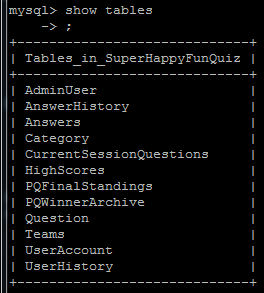 mysql> show tables
    -> ;
+------------------------------+
| Tables_in_SuperHappyFunQuiz |
+------------------------------+
| AdminUser |
| AnswerHistory |
| Answers |
| Category |
| CurrentSessionQuestions |
| HighScores |
| PQFinalStandings |
| PQWinnerArchive |
| Question |
| Teams |
| UserAccount |
| UserHistory |
+------------------------------+